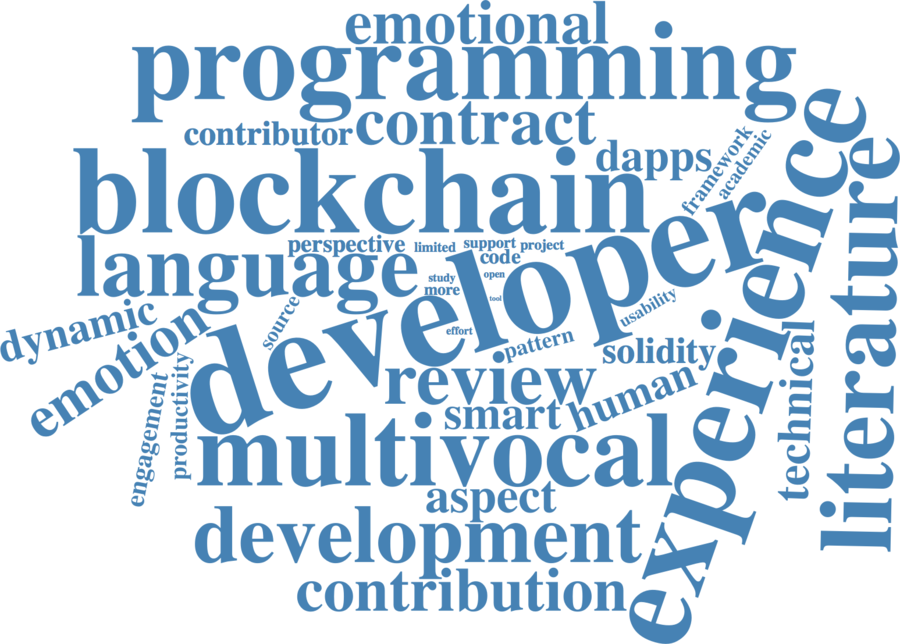 emotional
programming
contributor
contract
dapps
framework
academic
blockchain
experience
literature
language
perspective
limited
support
project
code
study
open
more
tool
developer
usability
dynamic
emotion
source
effort
pattern
solidity
review
human
technical
engagement
productivity
smart
multivocal
aspect
development
contribution